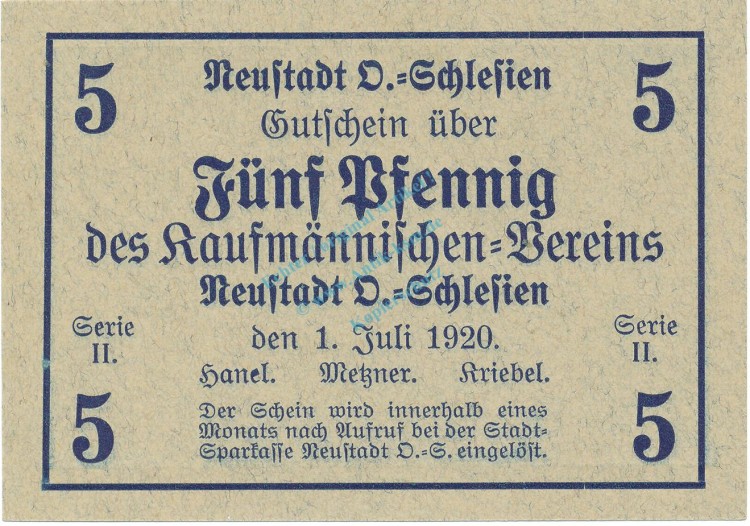 5 Neustadt O.=Schlesien 5
Gutschein über
Fünf Pfennig
des Kaufmännischen=Vereins
Neustadt O.=Schlesien
Serie II. den 1. Juli 1920. Serie II.
Hanel. Metzner. Kriebel.
5 Der Schein wird innerhalb eines 5
Monats nach Aufruf bei der Stadt-
Sparkasse Neustadt O.=S. eingelöst.